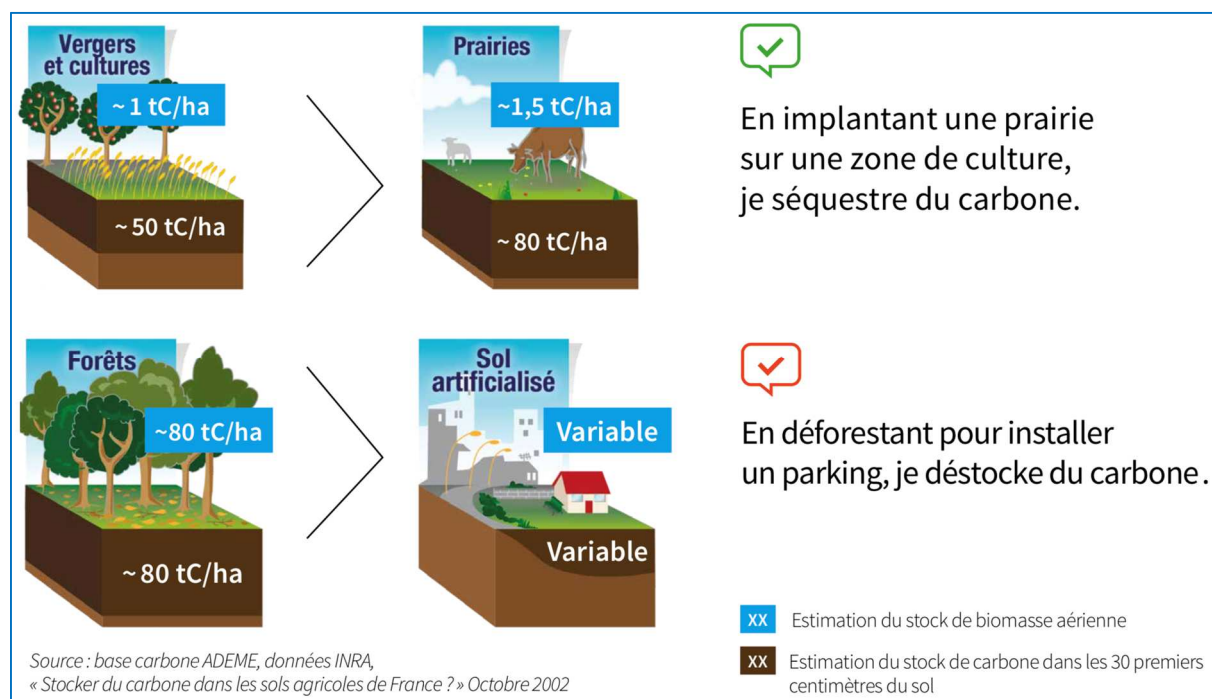 Vergers
et cultures
~ 1 tC/ha
~ 50 tC/ha
Prairies
~1,5 tC/ha
~ 80 tC/ha
En implantant une prairie
sur une zone de culture,
je séquestre du carbone.
Forêts
~80 tC/ha
~ 80 tC/ha
Sol
artificialisé
Variable
Variable
En déforestant pour installer
un parking, je déstocke du carbone.
XX Estimation du stock de biomasse aérienne
XX Estimation du stock de carbone dans les 30 premiers
centimètres du sol
Source : base carbone ADEME, données INRA,
« Stocker du carbone dans les sols agricoles de France ? » Octobre 2002